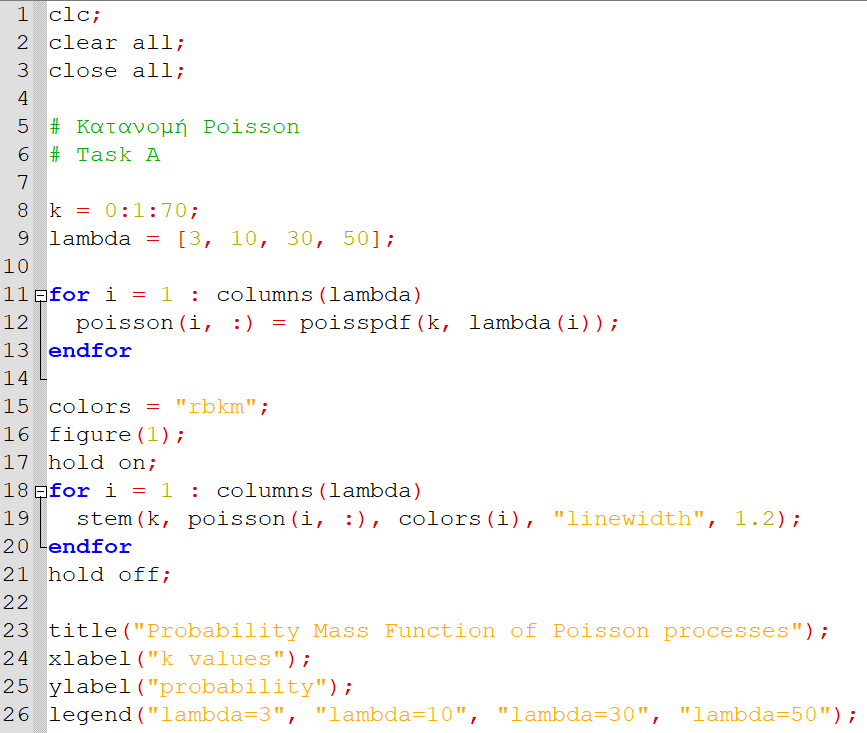 1 clc;
2 clear all;
3 close all;
4
5 # Κατανομή Poisson
6 # Task A
7
8 k = 0:1:70;
9 lambda = [3, 10, 30, 50];
10
11 for i = 1 : columns(lambda)
12   poisson(i, :) = poisspdf(k, lambda(i));
13 endfor
14
15 colors = "rbkm";
16 figure(1);
17 hold on;
18 for i = 1 : columns(lambda)
19   stem(k, poisson(i, :), colors(i), "linewidth", 1.2);
20 endfor
21 hold off;
22
23 title("Probability Mass Function of Poisson processes");
24 xlabel("k values");
25 ylabel("probability");
26 legend("lambda=3", "lambda=10", "lambda=30", "lambda=50");